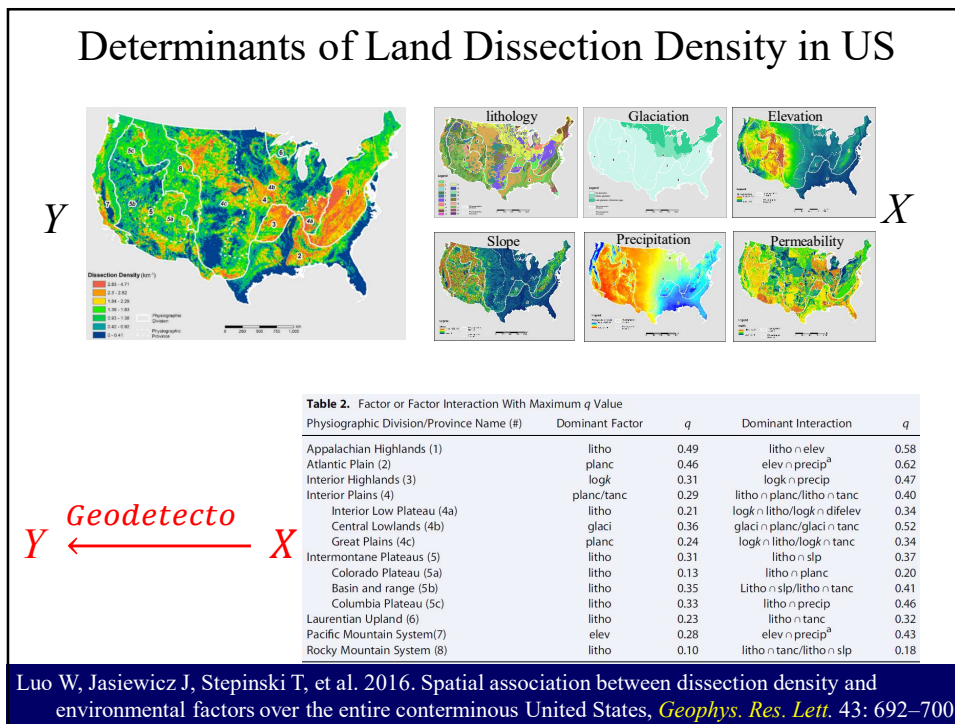 Determinants of Land Dissection Density in US
Y
Dissection Density (km⁻¹)
Physiographic Division
Physiographic Province
lithology
Glaciation
Elevation
Slope
Precipitation
Permeability
X
Y
Geodetecto
X
Table 2. Factor or Factor Interaction With Maximum q Value
Physiographic Division/Province Name (#) Dominant Factor q Dominant Interaction q
Appalachian Highlands (1) litho 0.49 litho ∩ elev 0.58
Atlantic Plain (2) planc 0.46 elev ∩ precipᵃ 0.62
Interior Highlands (3) logk 0.31 logk ∩ precip 0.47
Interior Plains (4) planc/tanc 0.29 litho ∩ planc/litho ∩ tanc 0.40
Interior Low Plateau (4a) litho 0.21 logk ∩ litho/logk ∩ difelev 0.34
Central Lowlands (4b) glaci 0.36 glaci ∩ planc/glaci ∩ tanc 0.52
Great Plains (4c) planc 0.24 logk ∩ litho/logk ∩ tanc 0.34
Intermontane Plateaus (5) litho 0.31 litho ∩ slp 0.37
Colorado Plateau (5a) litho 0.13 litho ∩ planc 0.20
Basin and range (5b) litho 0.35 Litho ∩ slp/litho ∩ tanc 0.41
Columbia Plateau (5c) litho 0.33 litho ∩ precip 0.46
Laurentian Upland (6) litho 0.23 litho ∩ tanc 0.32
Pacific Mountain System(7) elev 0.28 elev ∩ precipᵃ 0.43
Rocky Mountain System (8) litho 0.10 litho ∩ tanc/litho ∩ slp 0.18
Luo W, Jasiewicz J, Stepinski T, et al. 2016. Spatial association between dissection density and
environmental factors over the entire conterminous United States, Geophys. Res. Lett. 43: 692–700